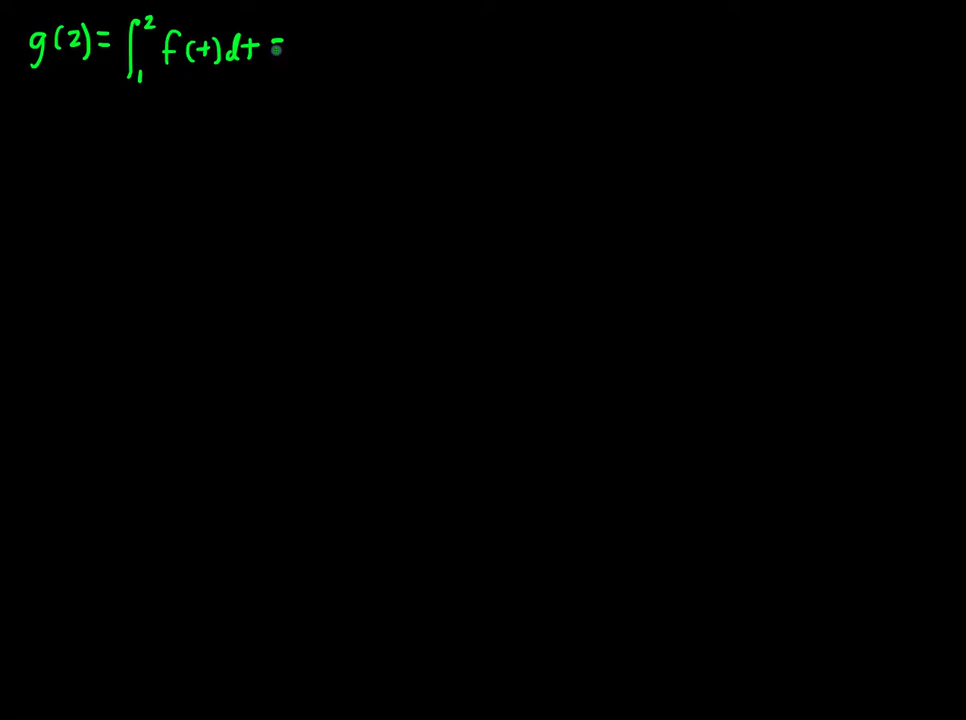 g(2) = ∫₁² f(t) dt =